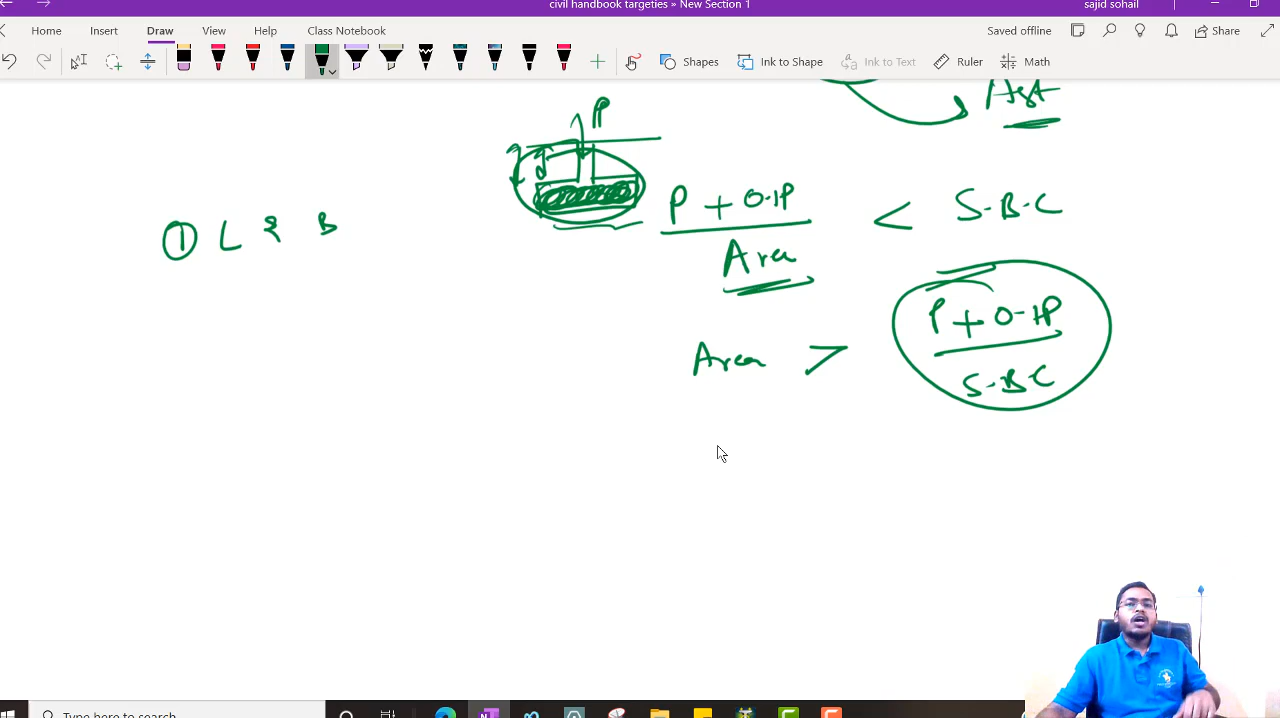 civil handbook targeties » New Section 1
sajid sohail
Home Insert Draw View Help Class Notebook
Saved offline
Share
Shapes
Ink to Shape
Ink to Text
Ruler
Math
Ast
P
P + 0.1P
Area
< S.B.C
① L & B
Area > P + 0.1P
S.B.C
Type here to search